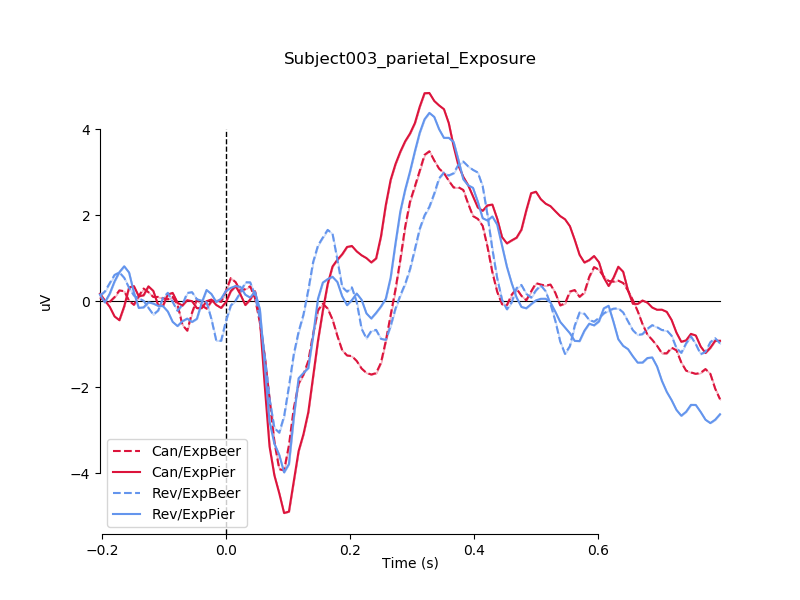 Subject003_parietal_Exposure
uV
4
2
0
−2
−4
Can/ExpBeer
Can/ExpPier
Rev/ExpBeer
Rev/ExpPier
−0.2
0.0
0.2
0.4
0.6
Time (s)